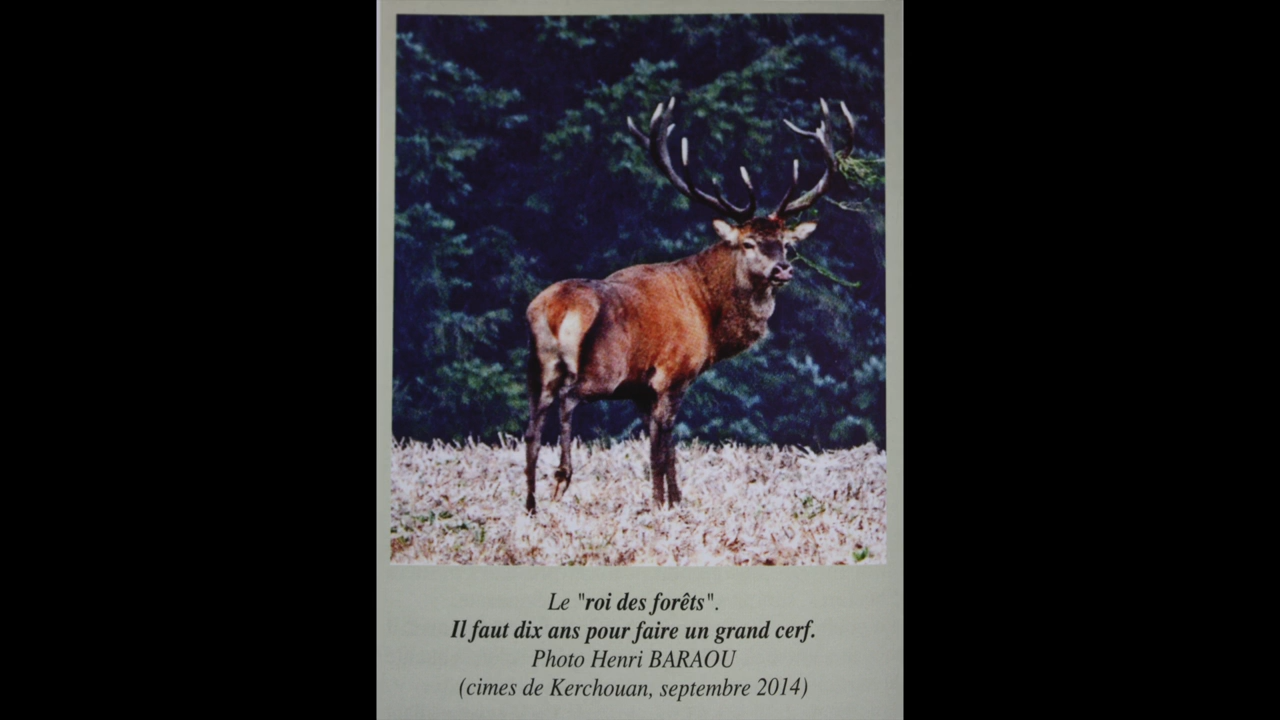 Le "roi des forêts".
Il faut dix ans pour faire un grand cerf.
Photo Henri BARAOU
(cimes de Kerchouan, septembre 2014)